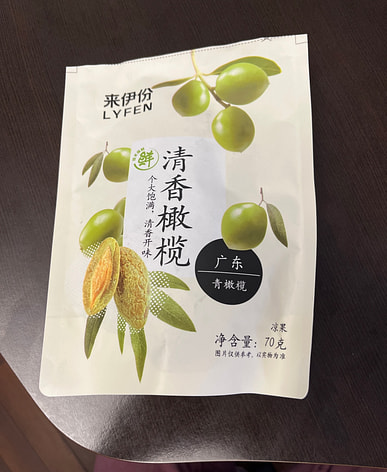 来伊份
LYFEN
鲜
清香橄榄
个大饱满，清香开味
广东
青橄榄
凉果
净含量：70克
图片仅供参考，以实物为准